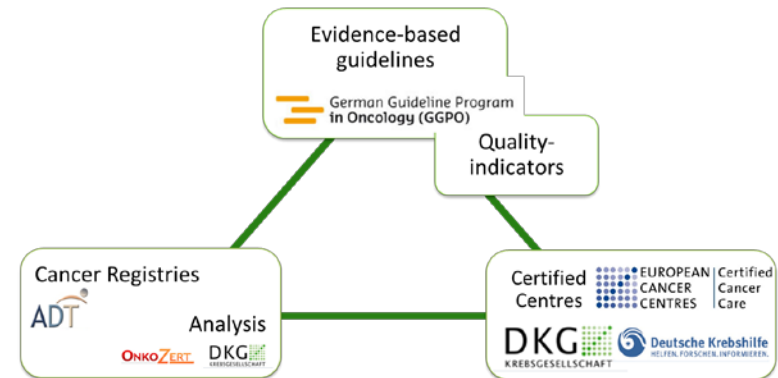 Evidence-based
guidelines
German Guideline Program
in Oncology (GGPO)
Quality-
indicators
Cancer Registries
ADT
Analysis
ONKOZERT
DKG
KREBSGESELLSCHAFT
Certified
Centres
EUROPEAN
CANCER
CENTRES
Certified
Cancer
Care
DKG
KREBSGESELLSCHAFT
Deutsche Krebshilfe
HELFEN. FORSCHEN. INFORMIEREN.